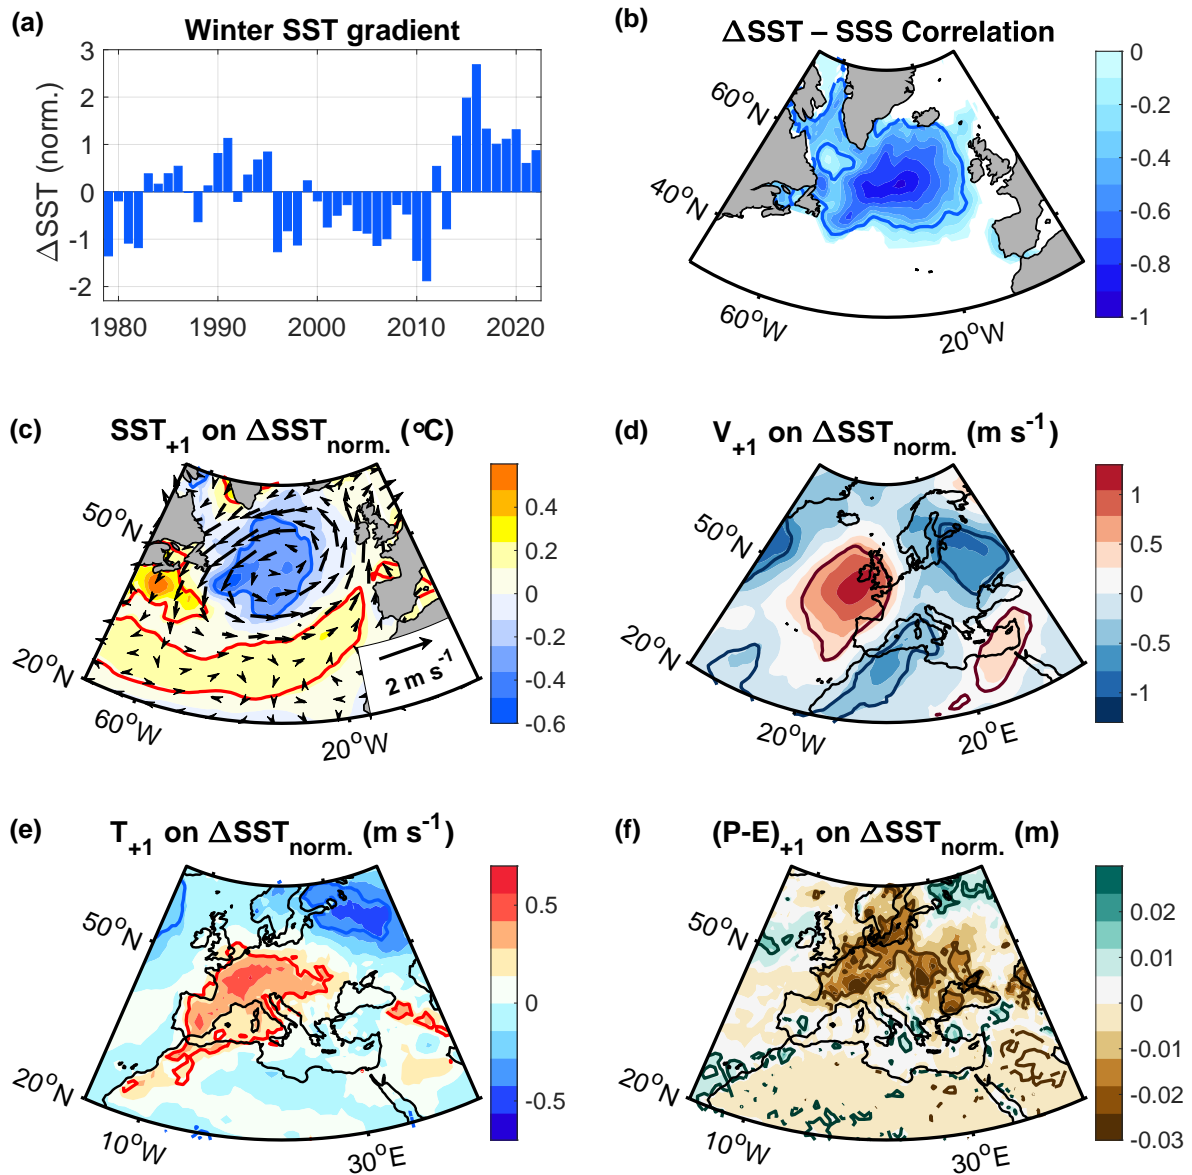 (a)
Winter SST gradient
ΔSST (norm.)
3
2
1
0
-1
-2
1980
1990
2000
2010
2020
(b)
ΔSST – SSS Correlation
60°N
40°N
60°W
20°W
0
-0.2
-0.4
-0.6
-0.8
-1
(c)
SST+1 on ΔSSTnorm. (°C)
50°N
20°N
60°W
20°W
2 m s-1
0.4
0.2
0
-0.2
-0.4
-0.6
(d)
V+1 on ΔSSTnorm. (m s-1)
50°N
20°N
20°W
20°E
1
0.5
0
-0.5
-1
(e)
T+1 on ΔSSTnorm. (m s-1)
50°N
20°N
10°W
30°E
0.5
0
-0.5
(f)
(P-E)+1 on ΔSSTnorm. (m)
50°N
20°N
10°W
30°E
0.02
0.01
0
-0.01
-0.02
-0.03